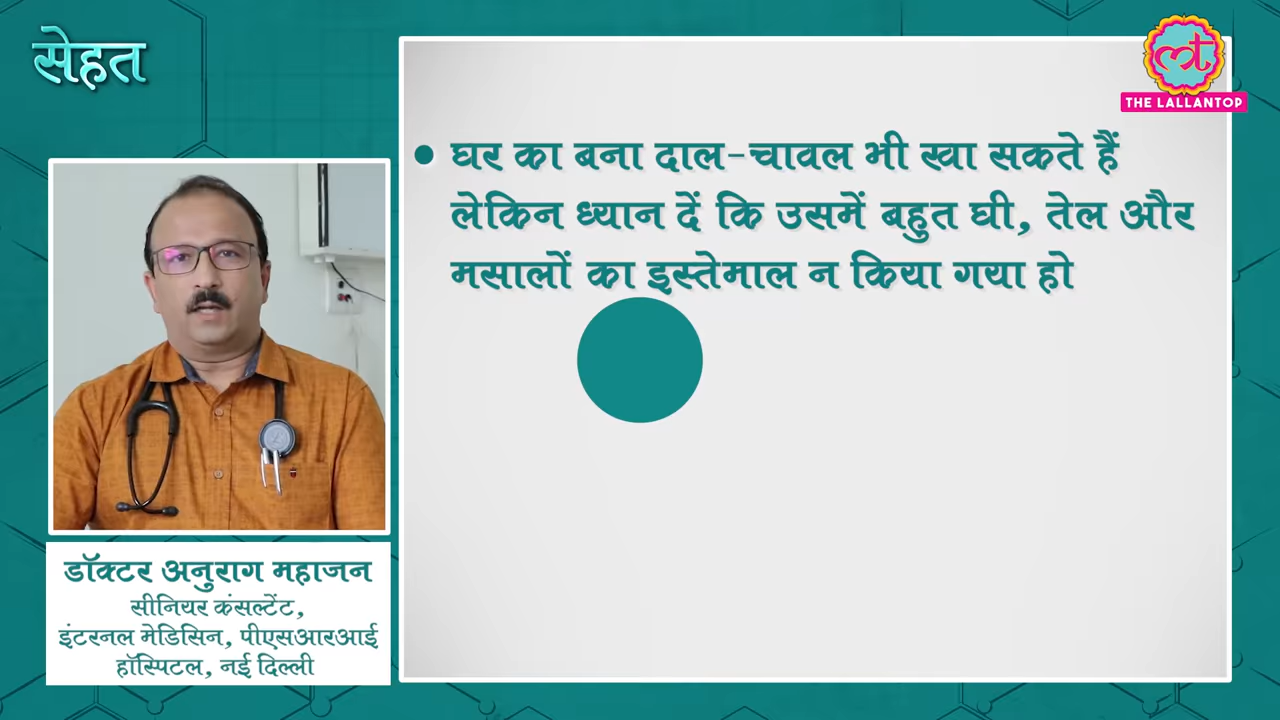 सेहत
THE LALLANTOP
• घर का बना दाल-चावल भी खा सकते हैं
लेकिन ध्यान दें कि उसमें बहुत घी, तेल और
मसालों का इस्तेमाल न किया गया हो
डॉक्टर अनुराग महाजन
सीनियर कंसल्टेंट,
इंटरनल मेडिसिन, पीएसआरआई
हॉस्पिटल, नई दिल्ली